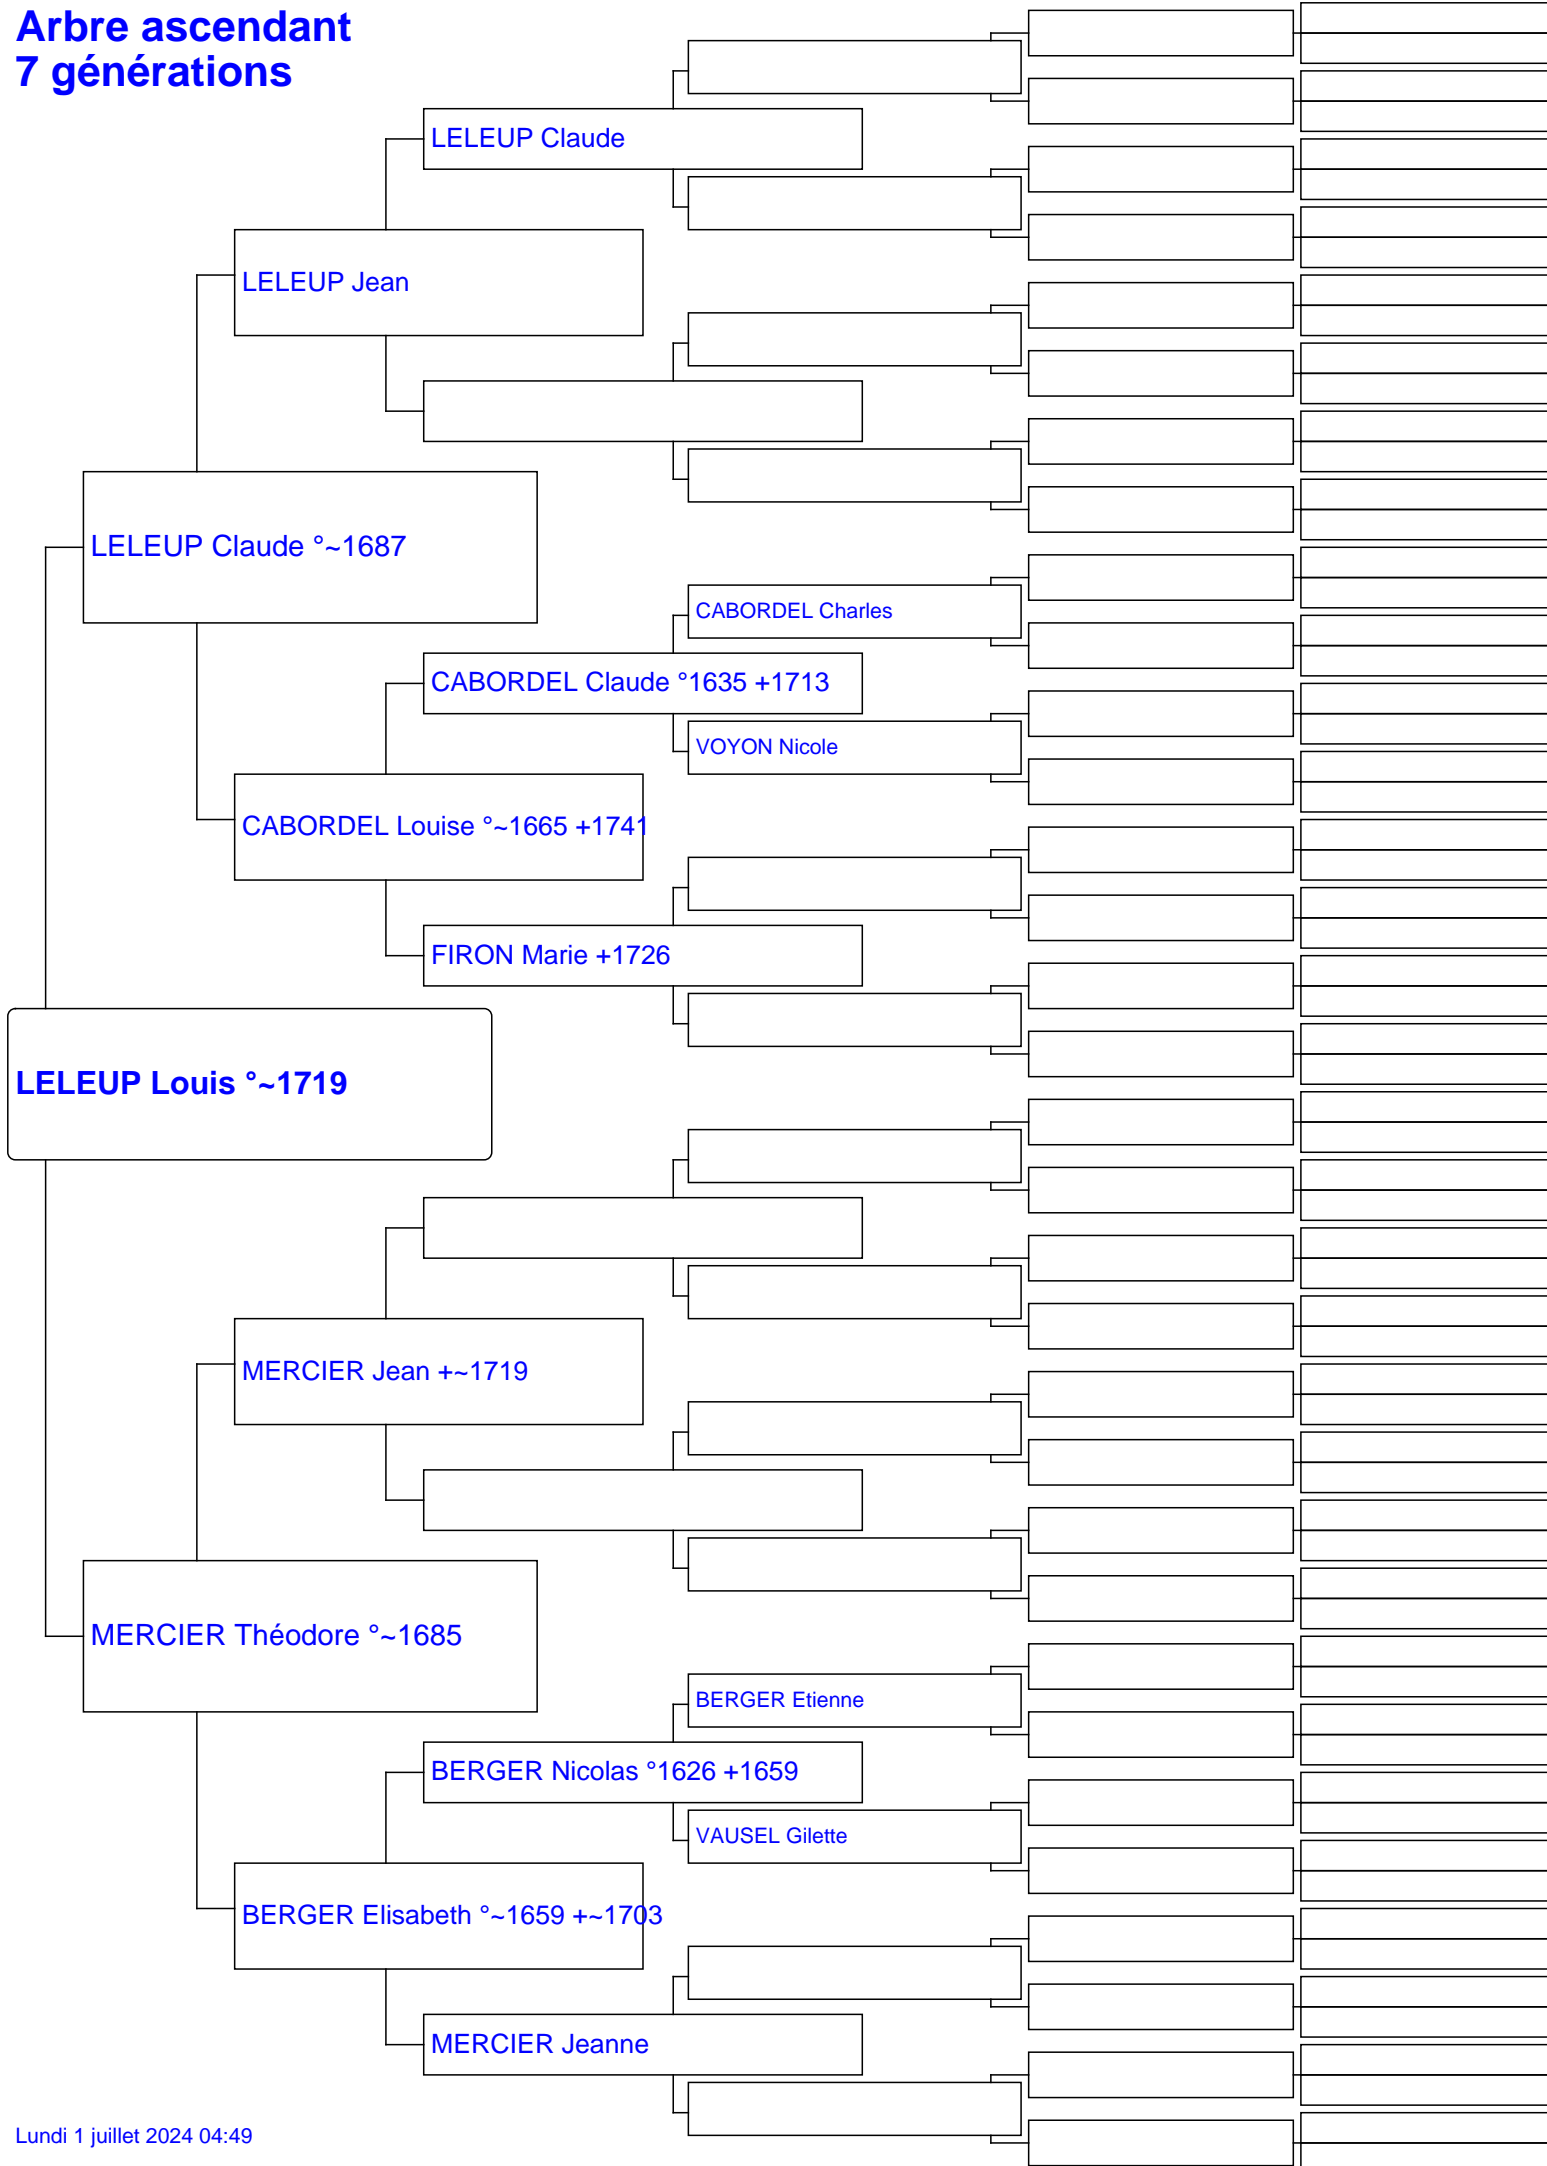 Arbre ascendant
7 générations
LELEUP Claude
LELEUP Jean
LELEUP Claude °~1687
CABORDEL Charles
CABORDEL Claude °1635 +1713
VOYON Nicole
CABORDEL Louise °~1665 +1741
FIRON Marie +1726
LELEUP Louis °~1719
MERCIER Jean +~1719
MERCIER Théodore °~1685
BERGER Etienne
BERGER Nicolas °1626 +1659
VAUSEL Gilette
BERGER Elisabeth °~1659 +~1703
MERCIER Jeanne
Lundi 1 juillet 2024 04:49